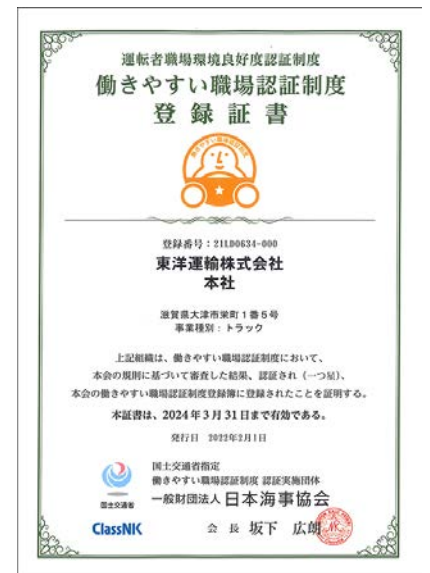 運転者職場環境良好度認証制度
働きやすい職場認証制度
登録証書
登録番号：21LD0634-000
東洋運輸株式会社
本社
滋賀県大津市栄町１番５号
事業種別：トラック
上記組織は、働きやすい職場認証制度において、
本会の規則に基づいて審査した結果、認証され（一つ星）、
本会の働きやすい職場認証制度登録簿に登録されたことを証明する。
本証書は、2024年3月31日まで有効である。
発行日 2022年2月1日
国土交通省指定
働きやすい職場認証制度 認証実施団体
国土交通省
一般財団法人 日本海事協会
ClassNK
会長 坂下 広朗